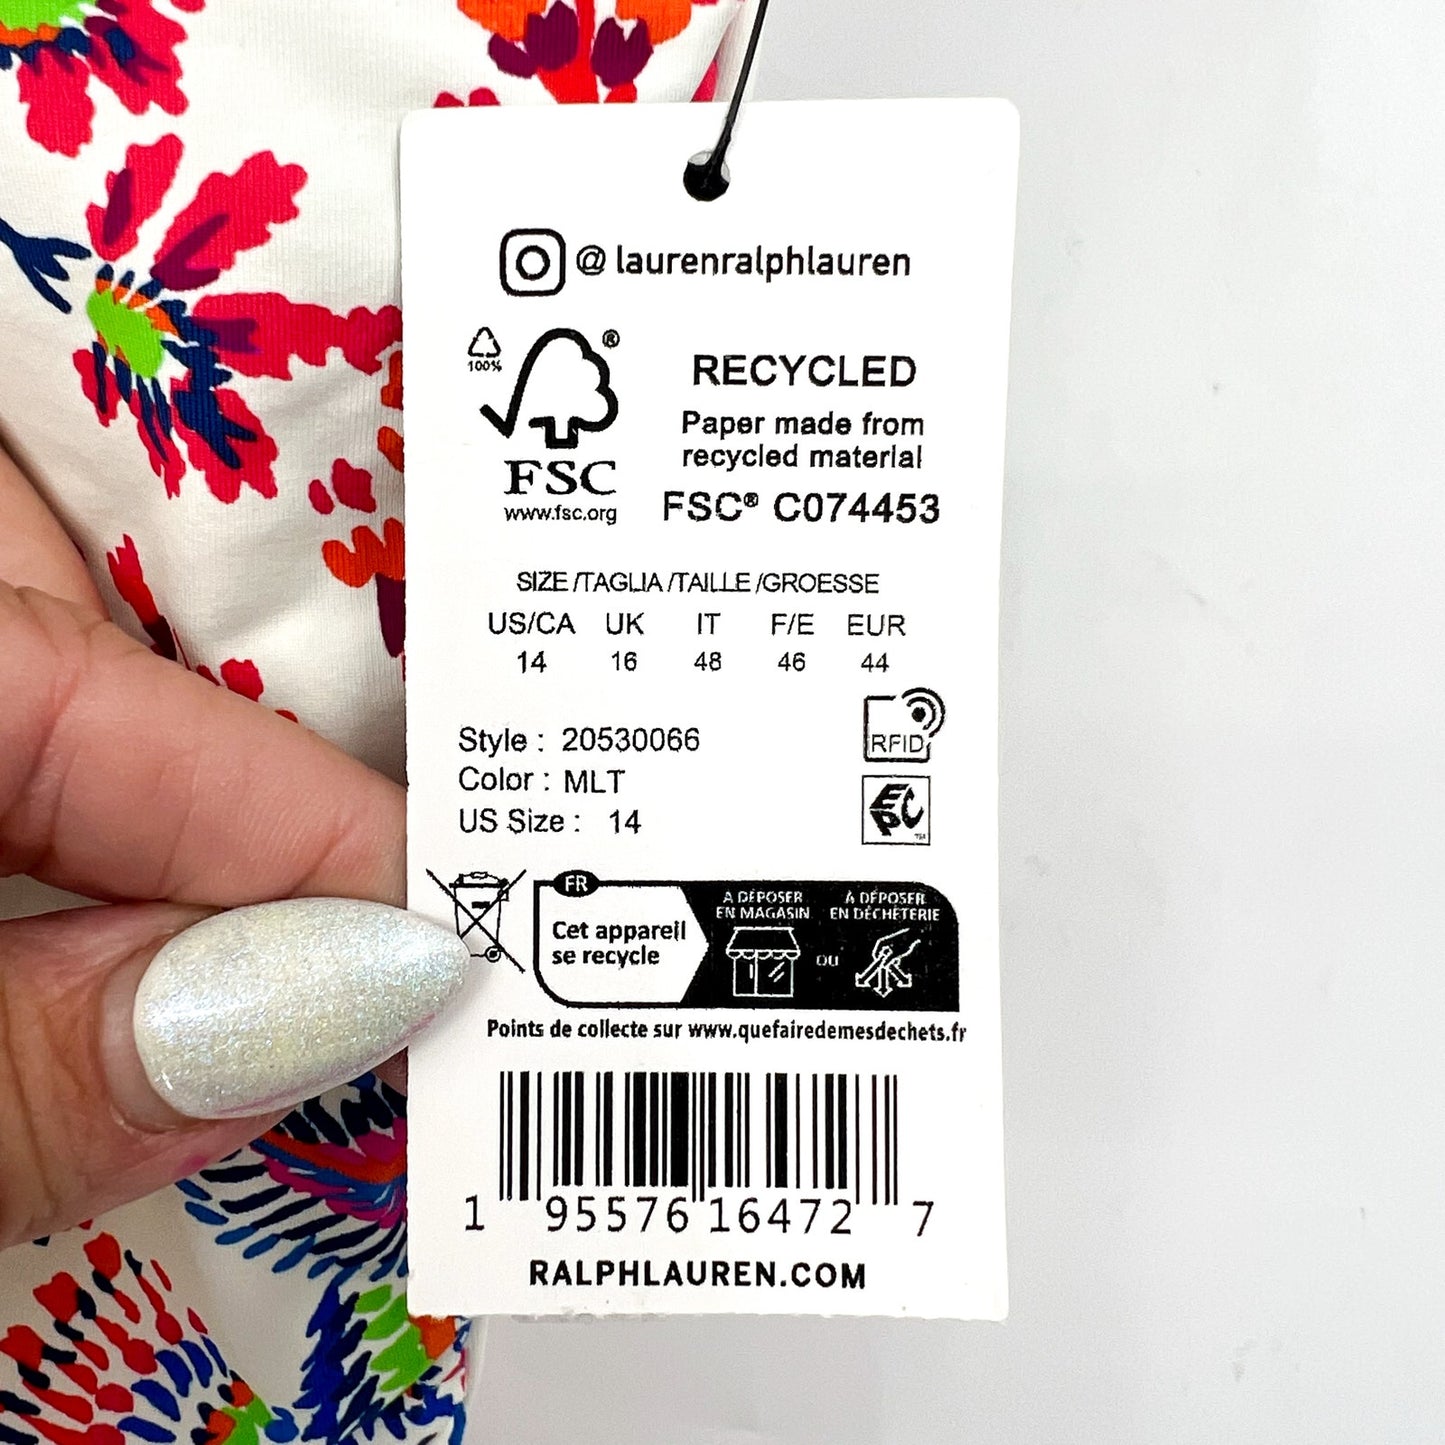 @ laurenralphlauren
100%
®
FSC
www.fsc.org
RECYCLED
Paper made from
recycled material
FSC® C074453
SIZE /TAGLIA /TAILLE /GROESSE
US/CA UK IT F/E EUR
14 16 48 46 44
Style : 20530066
Color : MLT
US Size : 14
RFID
EPC
TM
FR
Cet appareil
se recycle
À DÉPOSER
EN MAGASIN
OU
À DÉPOSER
EN DÉCHÈTERIE
Points de collecte sur www.quefairedemesdechets.fr
1 95576 16472 7
RALPHLAUREN.COM